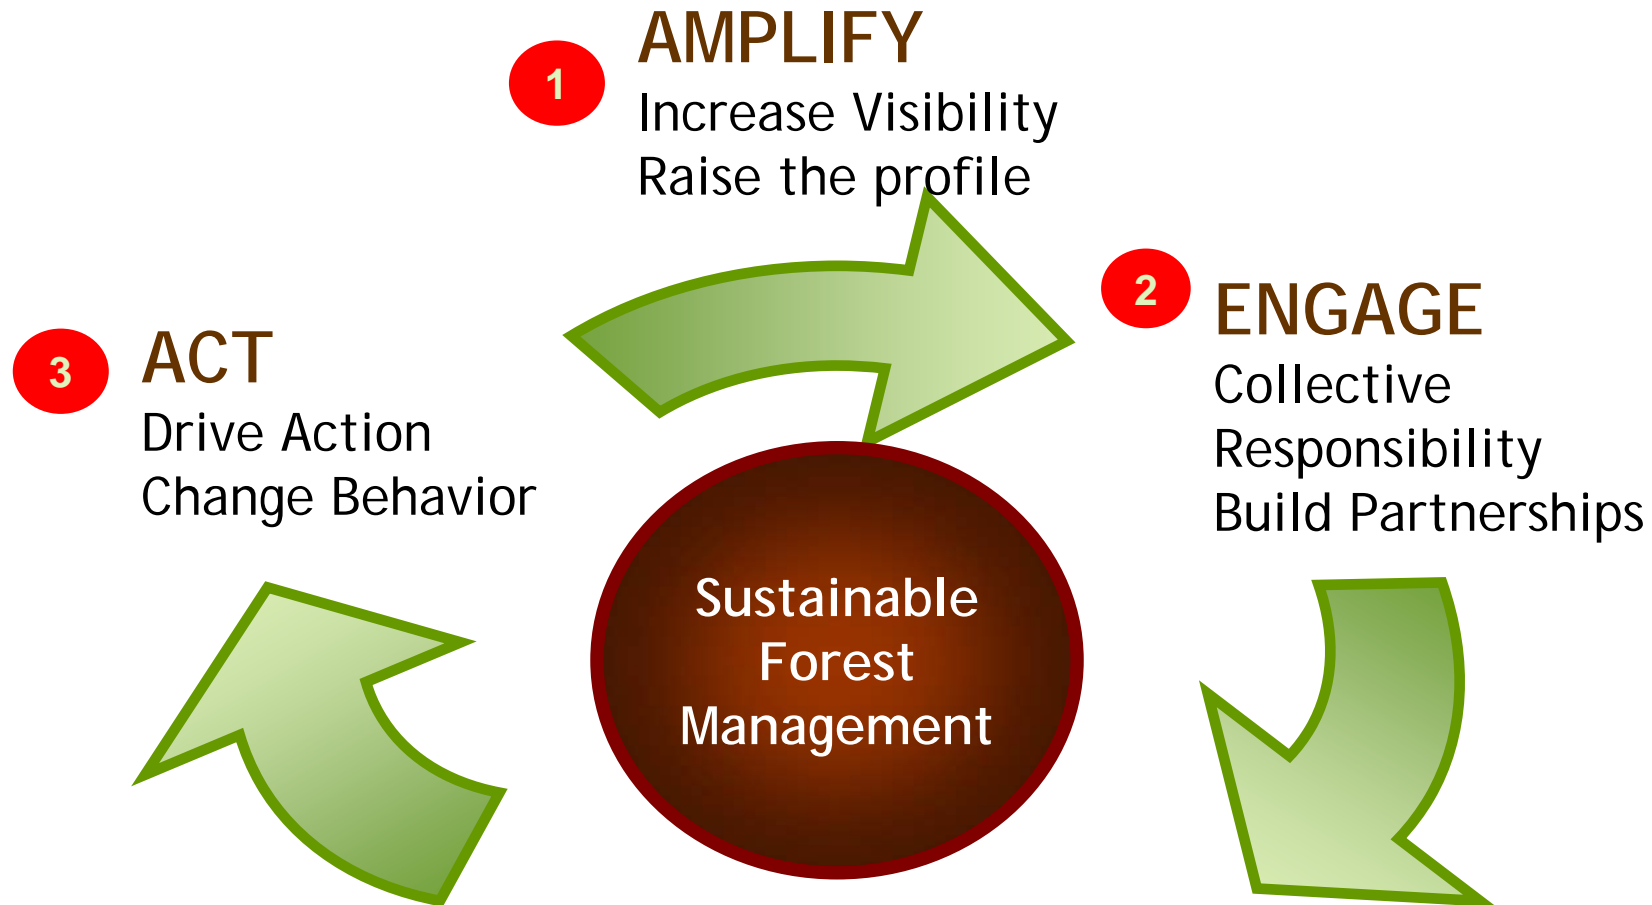 1
AMPLIFY
Increase Visibility
Raise the profile
2
ENGAGE
Collective
Responsibility
Build Partnerships
3
ACT
Drive Action
Change Behavior
Sustainable
Forest
Management